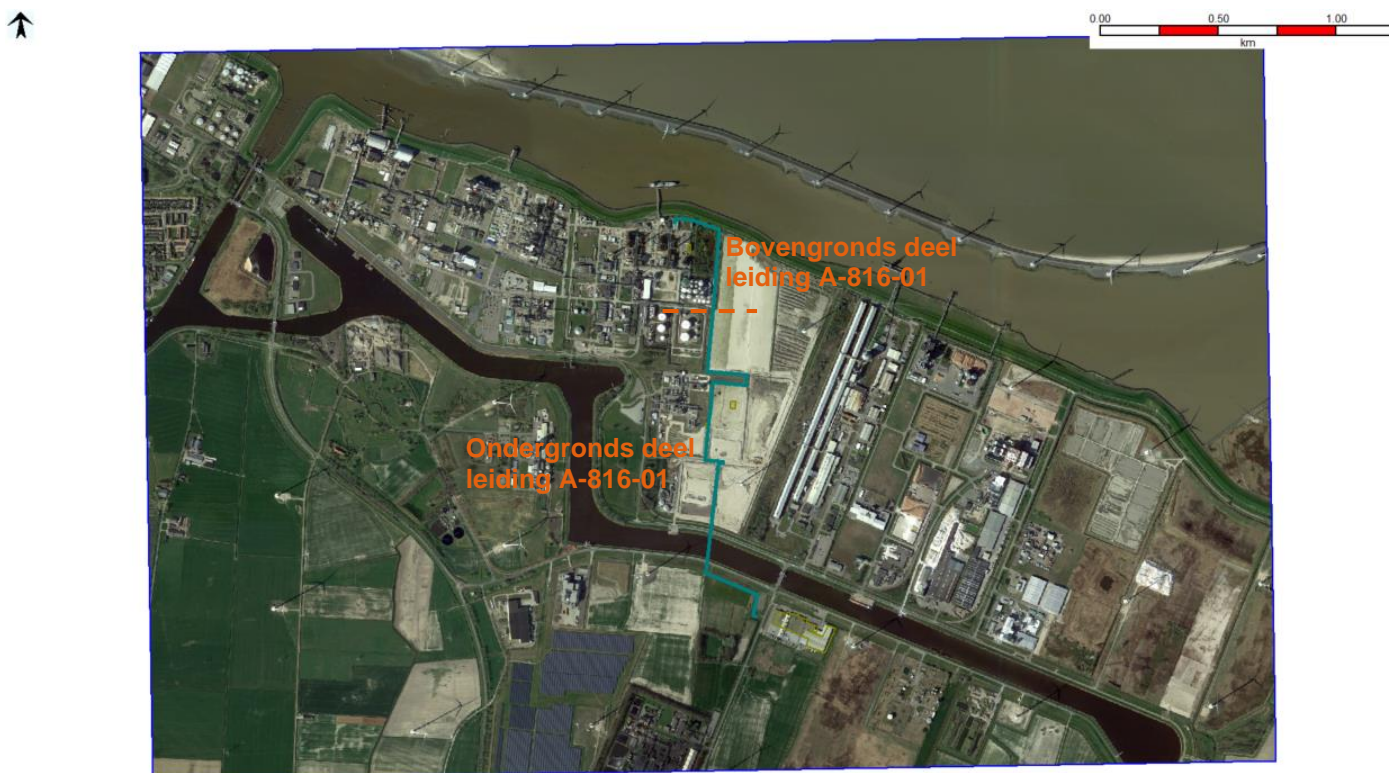 0.00 0.50 1.00
km
Bovengronds deel
leiding A-816-01
Ondergronds deel
leiding A-816-01